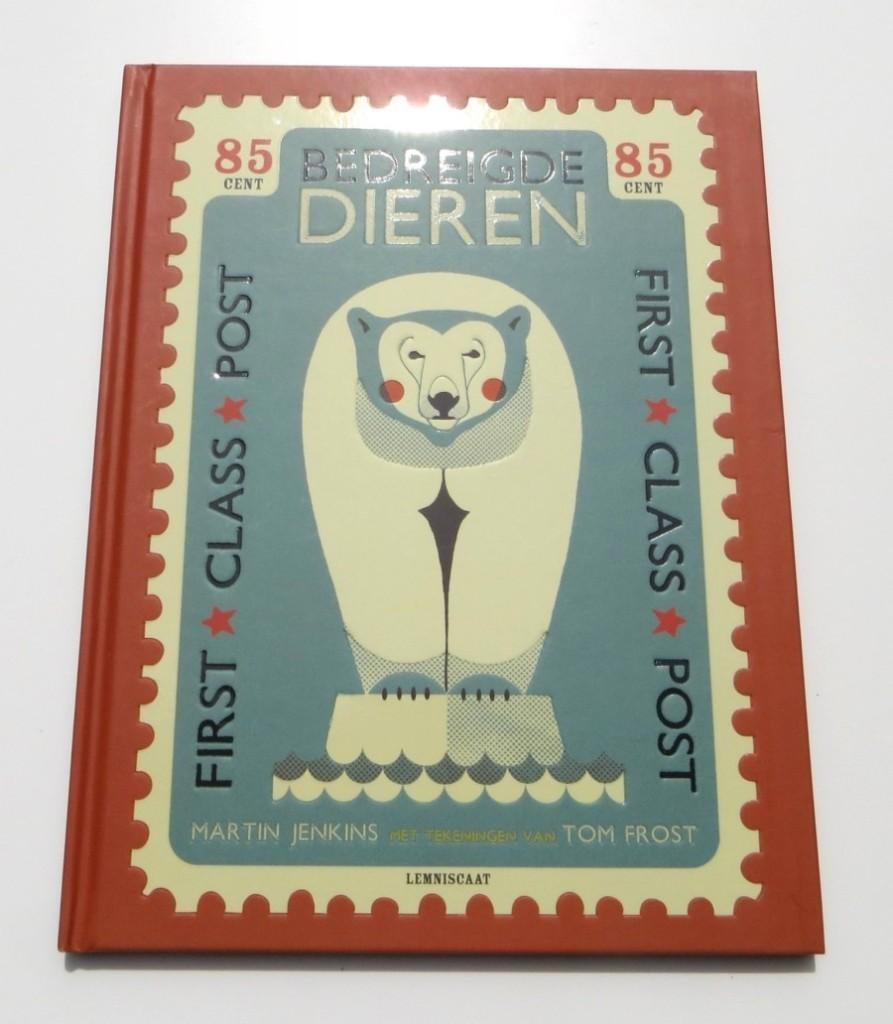 85
CENT
BEDREIGDE
DIEREN
85
CENT
FIRST ★ CLASS ★ POST
FIRST ★ CLASS ★ POST
MARTIN JENKINS MET TEKENINGEN VAN TOM FROST
LEMNISCAAT